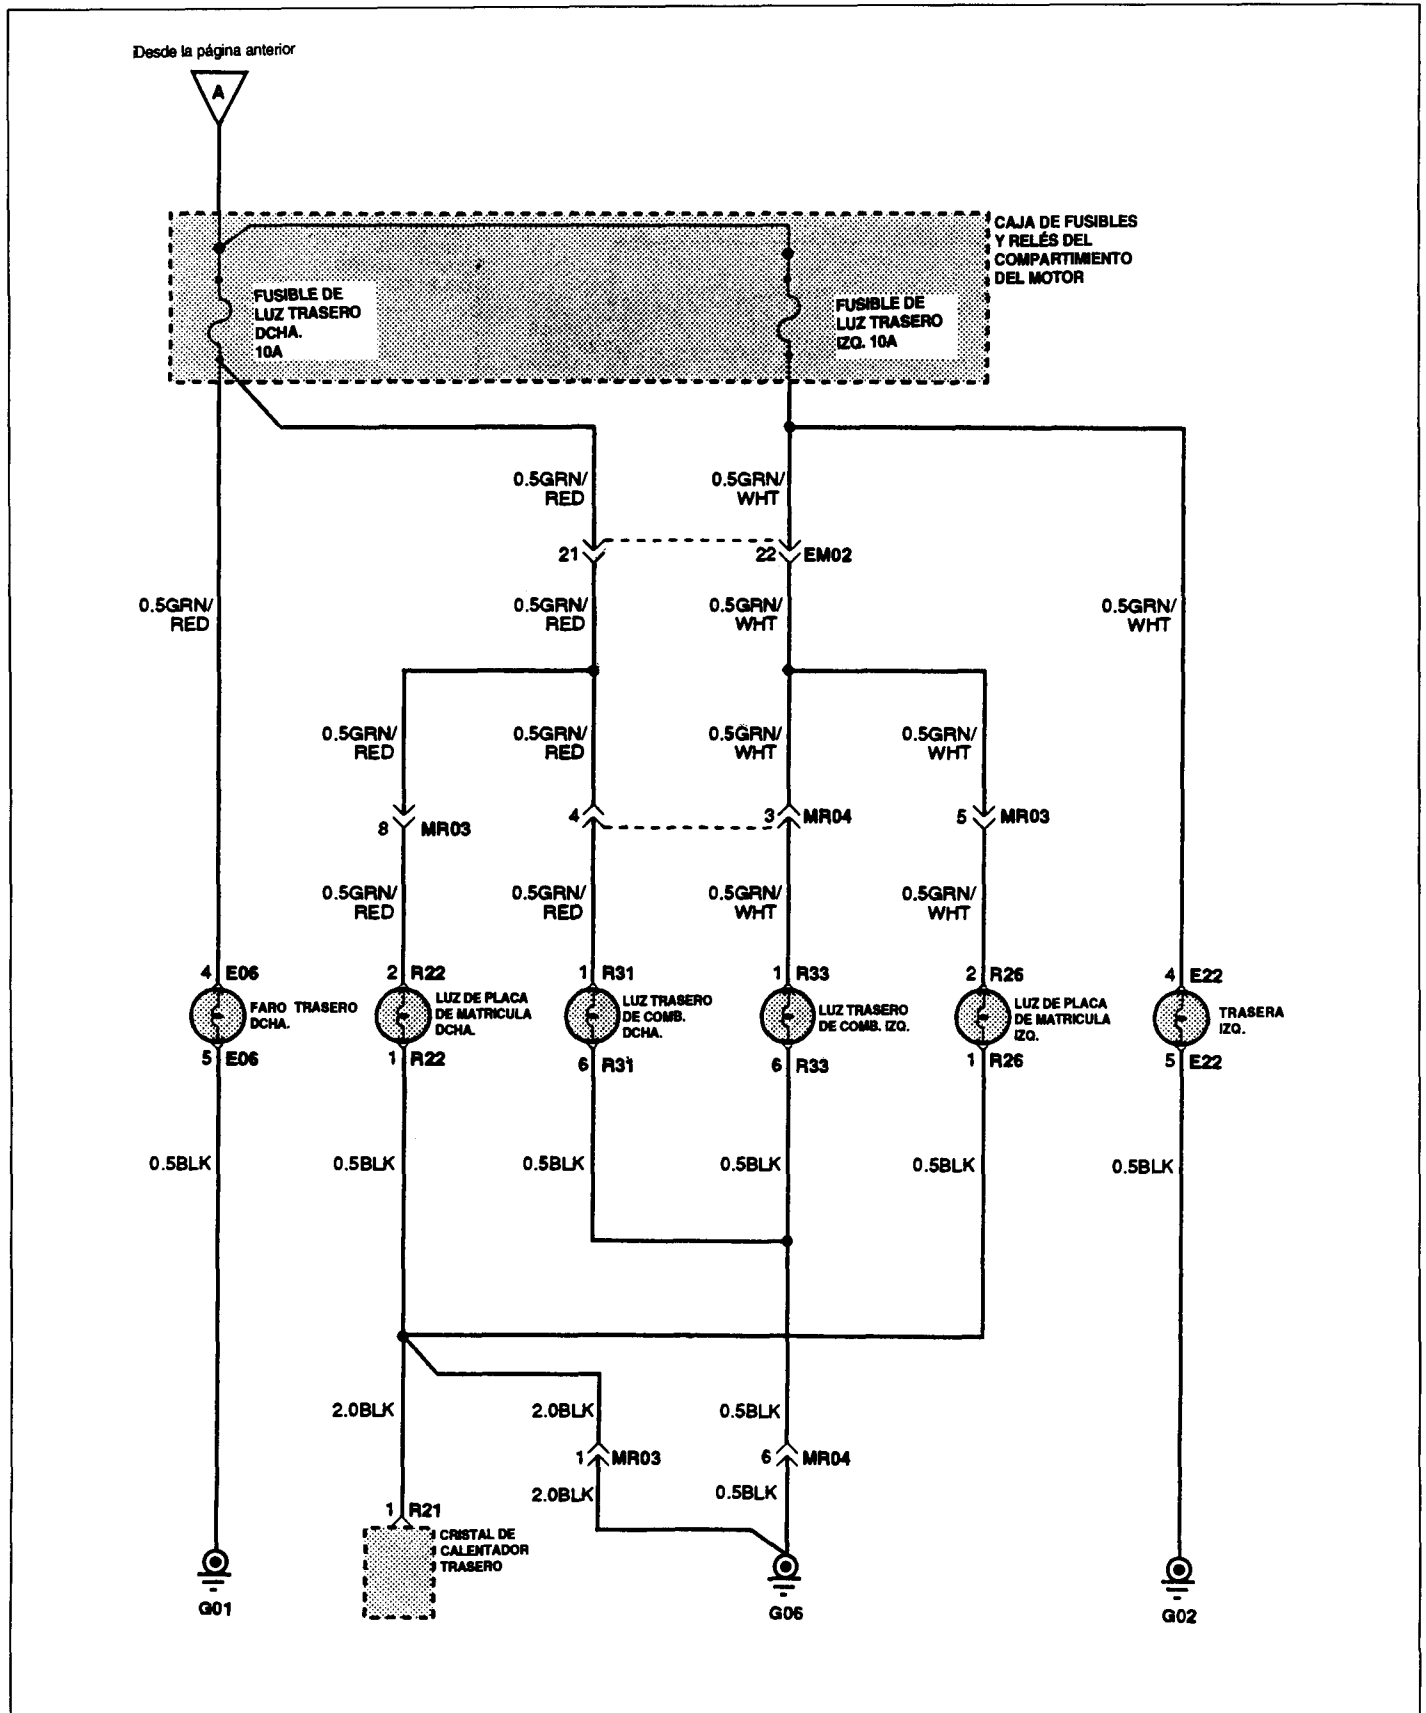 Desde la página anterior
A
CAJA DE FUSIBLES
Y RELÉS DEL
COMPARTIMIENTO
DEL MOTOR
FUSIBLE DE
LUZ TRASERO
DCHA.
10A
FUSIBLE DE
LUZ TRASERO
IZQ. 10A
0.5GRN/
RED
0.5GRN/
WHT
21
22 EM02
0.5GRN/
RED
0.5GRN/
RED
0.5GRN/
WHT
0.5GRN/
WHT
0.5GRN/
RED
0.5GRN/
RED
0.5GRN/
WHT
0.5GRN/
WHT
8 MR03
4
3 MR04
5 MR03
0.5GRN/
RED
0.5GRN/
RED
0.5GRN/
WHT
0.5GRN/
WHT
4 E06
2 R22
1 R31
1 R33
2 R26
4 E22
FARO TRASERO
DCHA.
LUZ DE PLACA
DE MATRICULA
DCHA.
LUZ TRASERO
DE COMB.
DCHA.
LUZ TRASERO
DE COMB. IZQ.
LUZ DE PLACA
DE MATRICULA
IZQ.
TRASERA
IZQ.
5 E06
1 R22
6 R31
6 R33
1 R26
5 E22
0.5BLK
0.5BLK
0.5BLK
0.5BLK
0.5BLK
0.5BLK
2.0BLK
2.0BLK
0.5BLK
1 MR03
6 MR04
2.0BLK
0.5BLK
1 R21
CRISTAL DE
CALENTADOR
TRASERO
G01
G06
G02